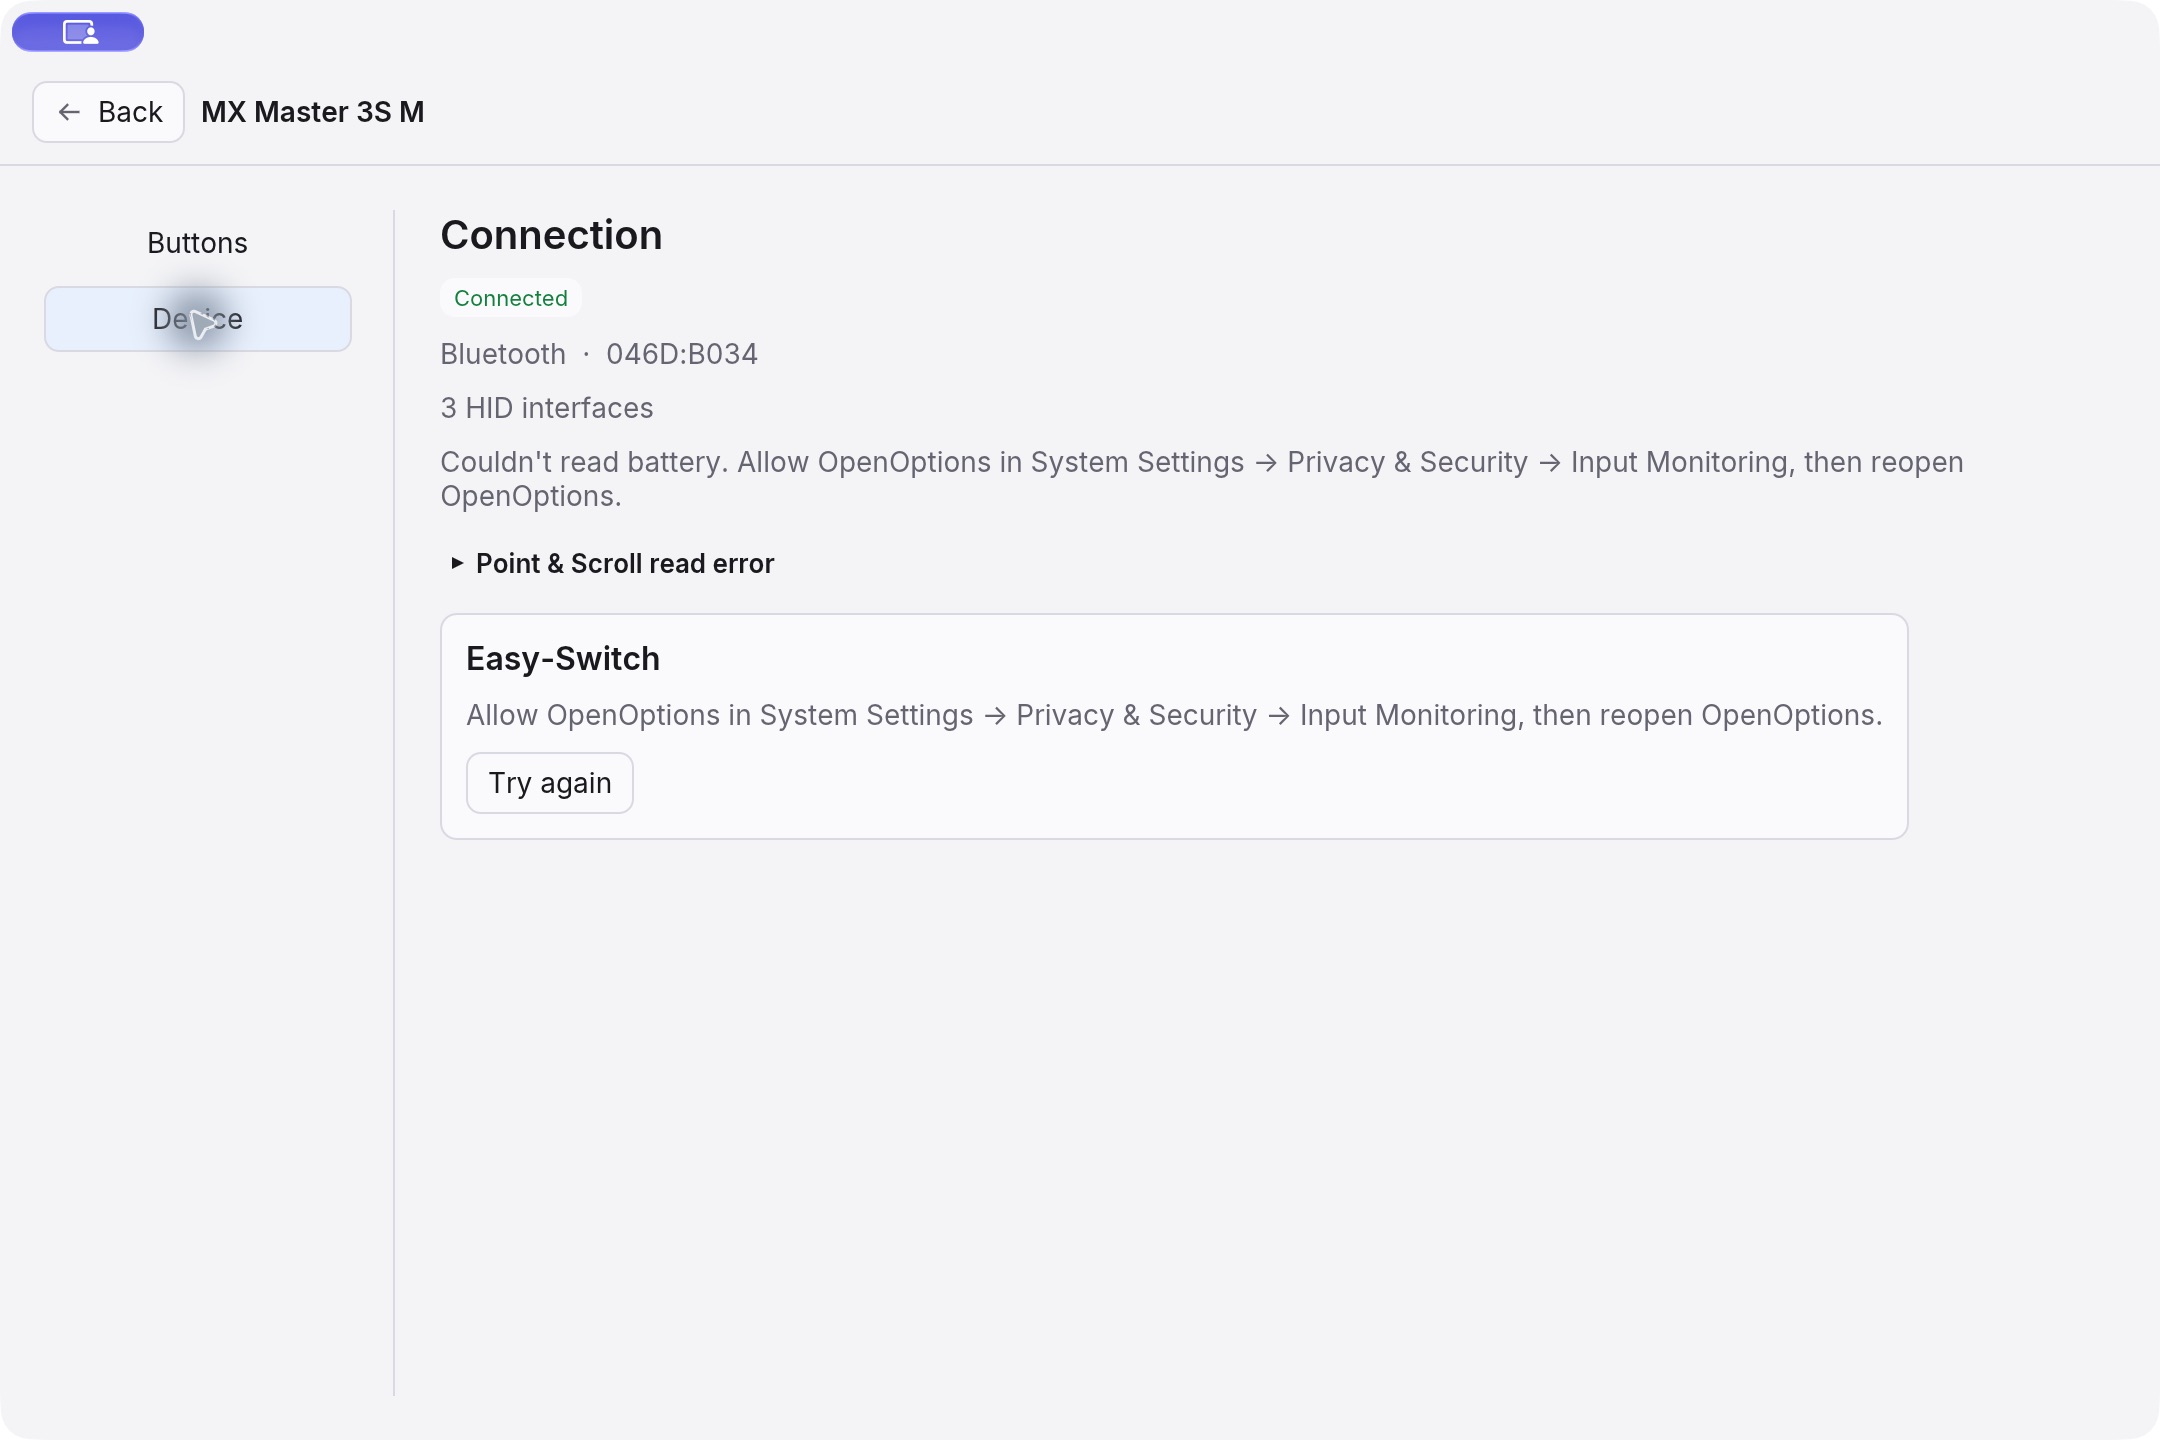 ← Back MX Master 3S M
Buttons
Device
Connection
Connected
Bluetooth · 046D:B034
3 HID interfaces
Couldn't read battery. Allow OpenOptions in System Settings → Privacy & Security → Input Monitoring, then reopen
OpenOptions.
▸ Point & Scroll read error
Easy-Switch
Allow OpenOptions in System Settings → Privacy & Security → Input Monitoring, then reopen OpenOptions.
Try again